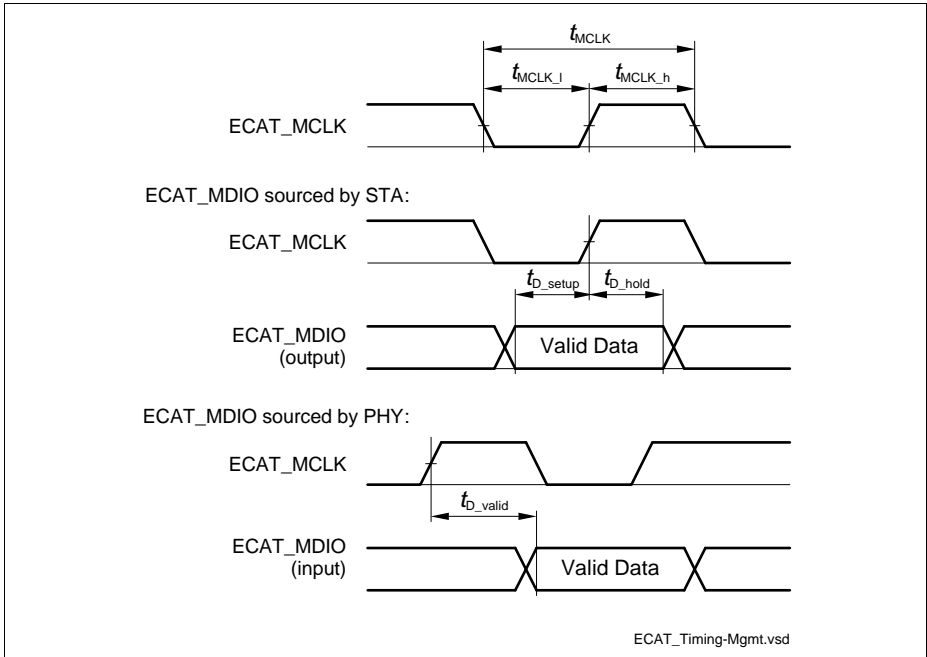 tMCLK
tMCLK_l tMCLK_h
ECAT_MCLK
ECAT_MDIO sourced by STA:
ECAT_MCLK
tD_setup tD_hold
ECAT_MDIO
(output)
Valid Data
ECAT_MDIO sourced by PHY:
ECAT_MCLK
tD_valid
ECAT_MDIO
(input)
Valid Data
ECAT_Timing-Mgmt.vsd